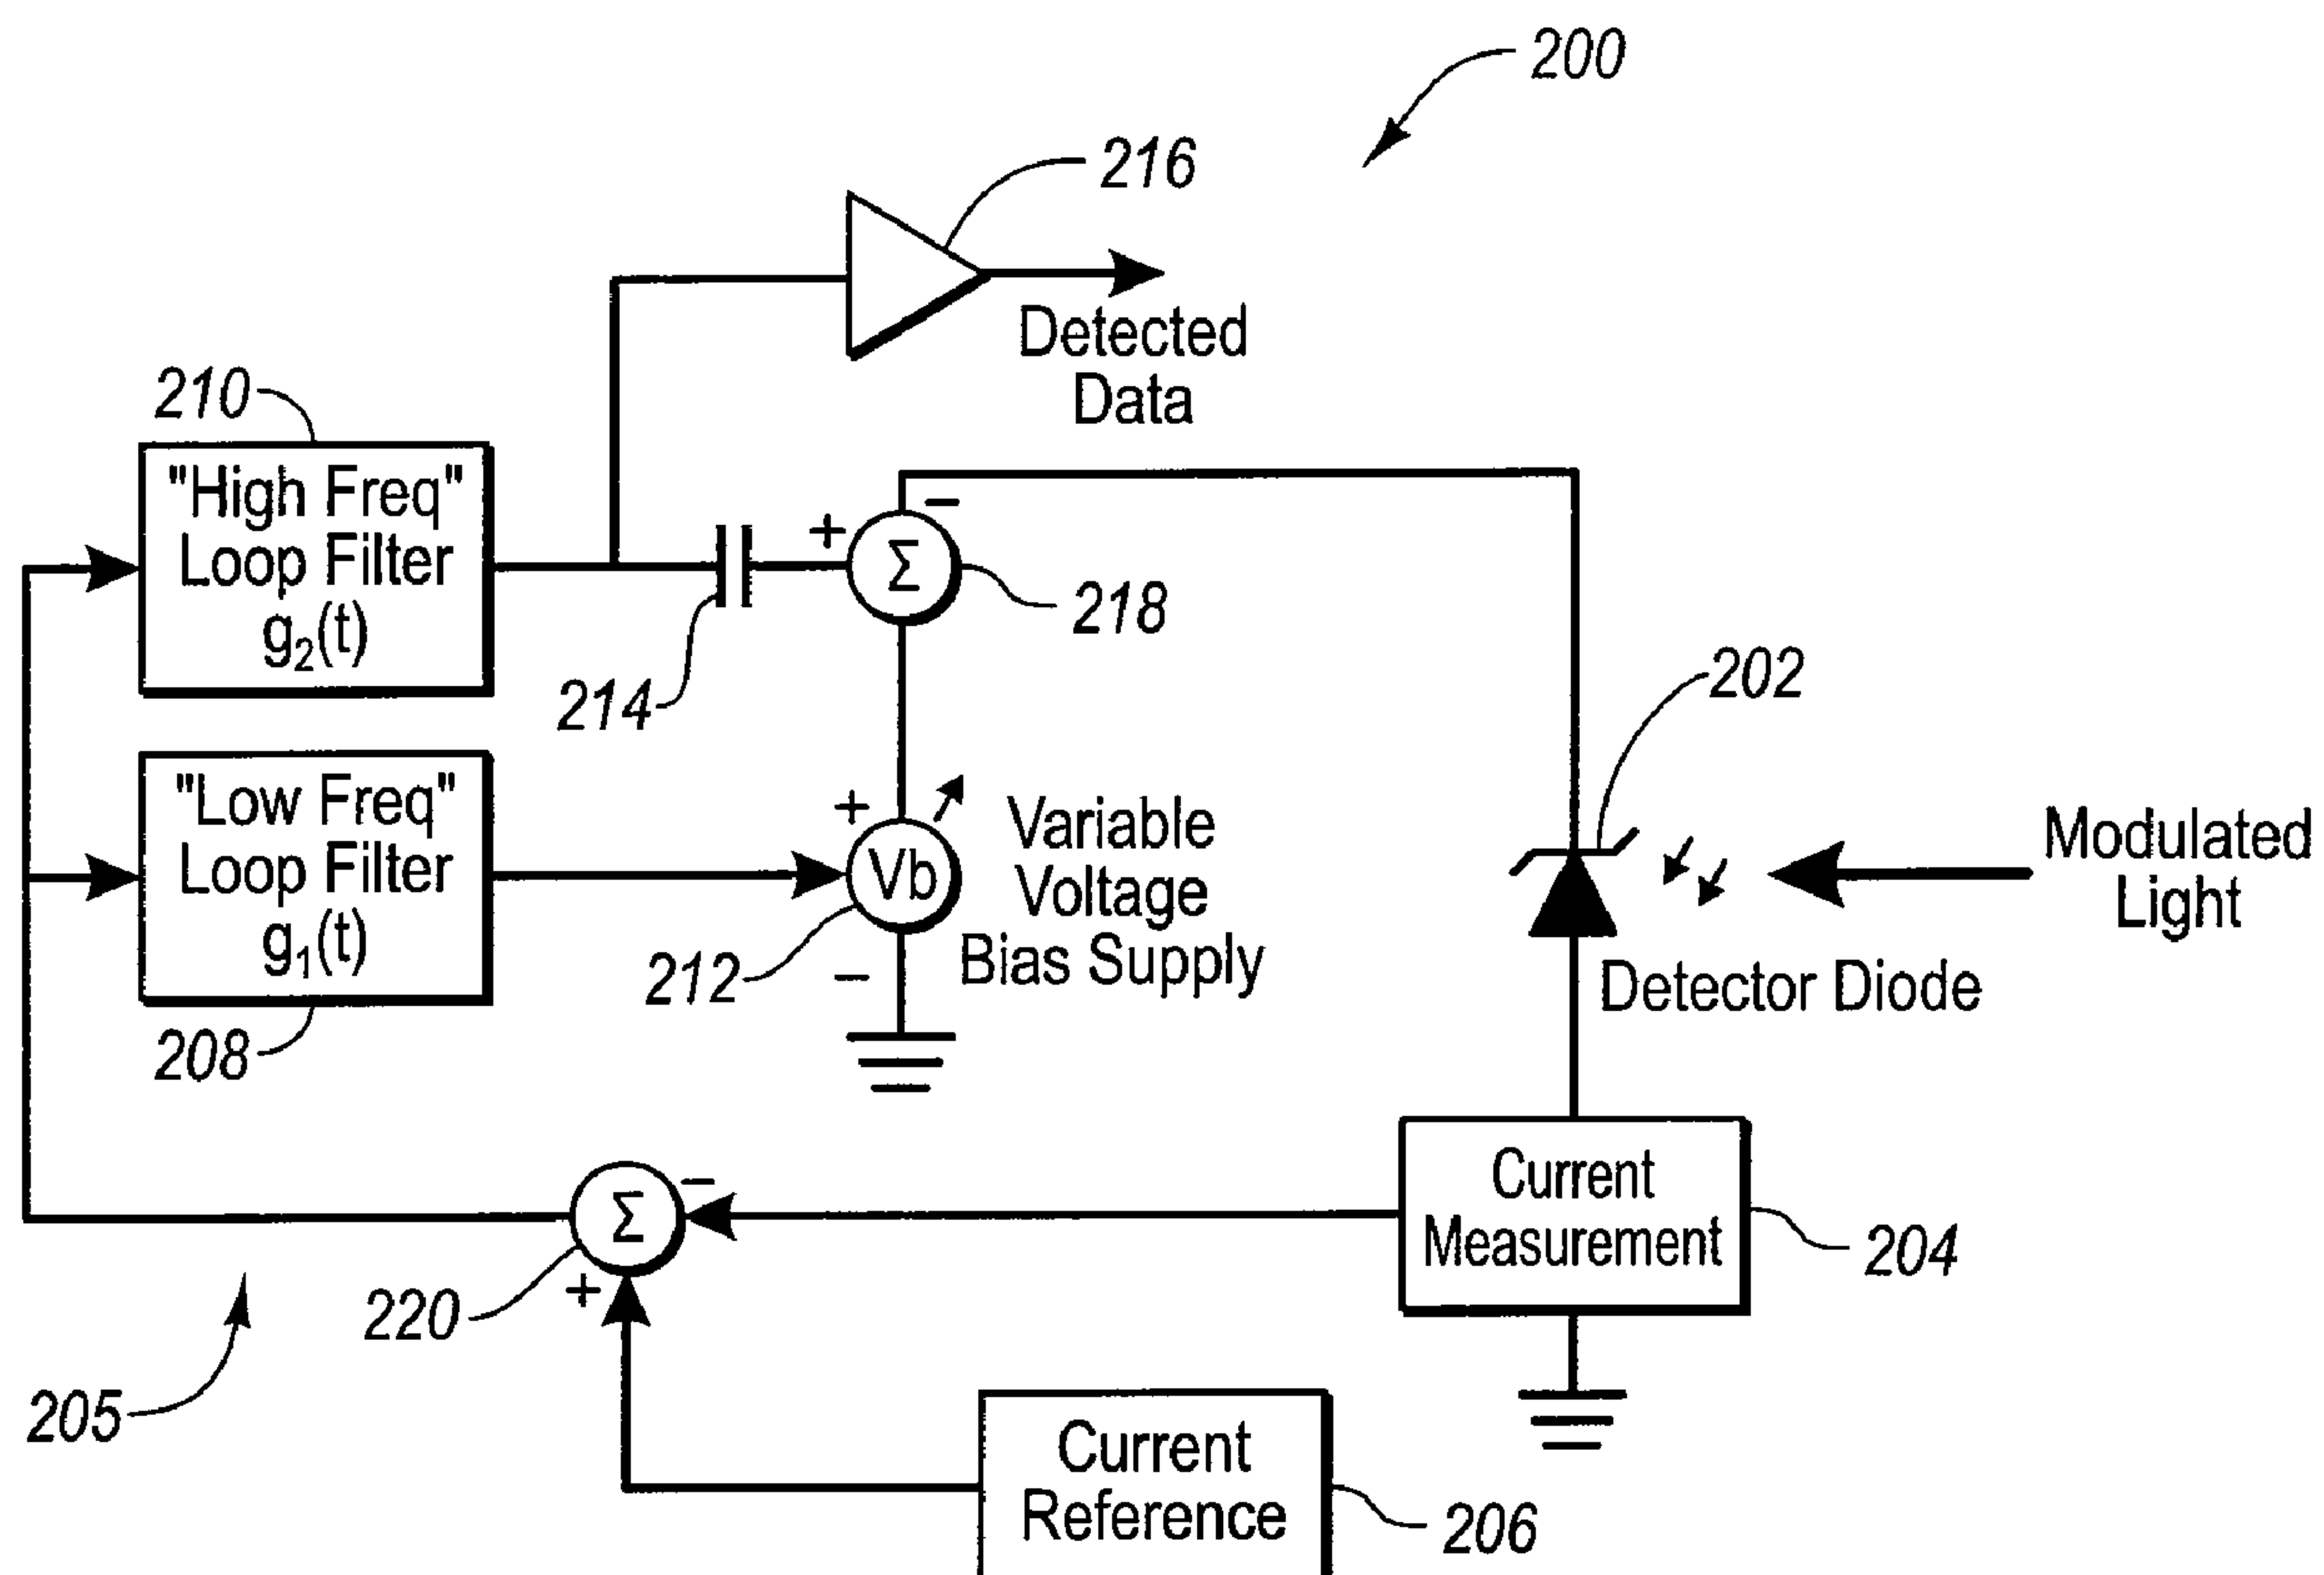 200
216
Detected
Data
210
"High Freq"
Loop Filter
g₂(t)
+
−
Σ
218
214
202
"Low Freq"
Loop Filter
g₁(t)
208
+
Vb
−
212
Variable
Voltage
Bias Supply
Modulated
Light
Detector Diode
Current
Measurement
204
−
Σ
+
220
205
Current
Reference
206